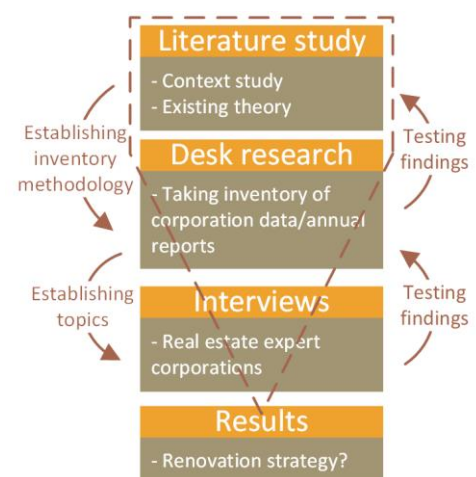 Literature study
- Context study
- Existing theory
Establishing
inventory
methodology
Testing
findings
Desk research
- Taking inventory of
corporation data/annual
reports
Establishing
topics
Testing
findings
Interviews
- Real estate expert
corporations
Results
- Renovation strategy?